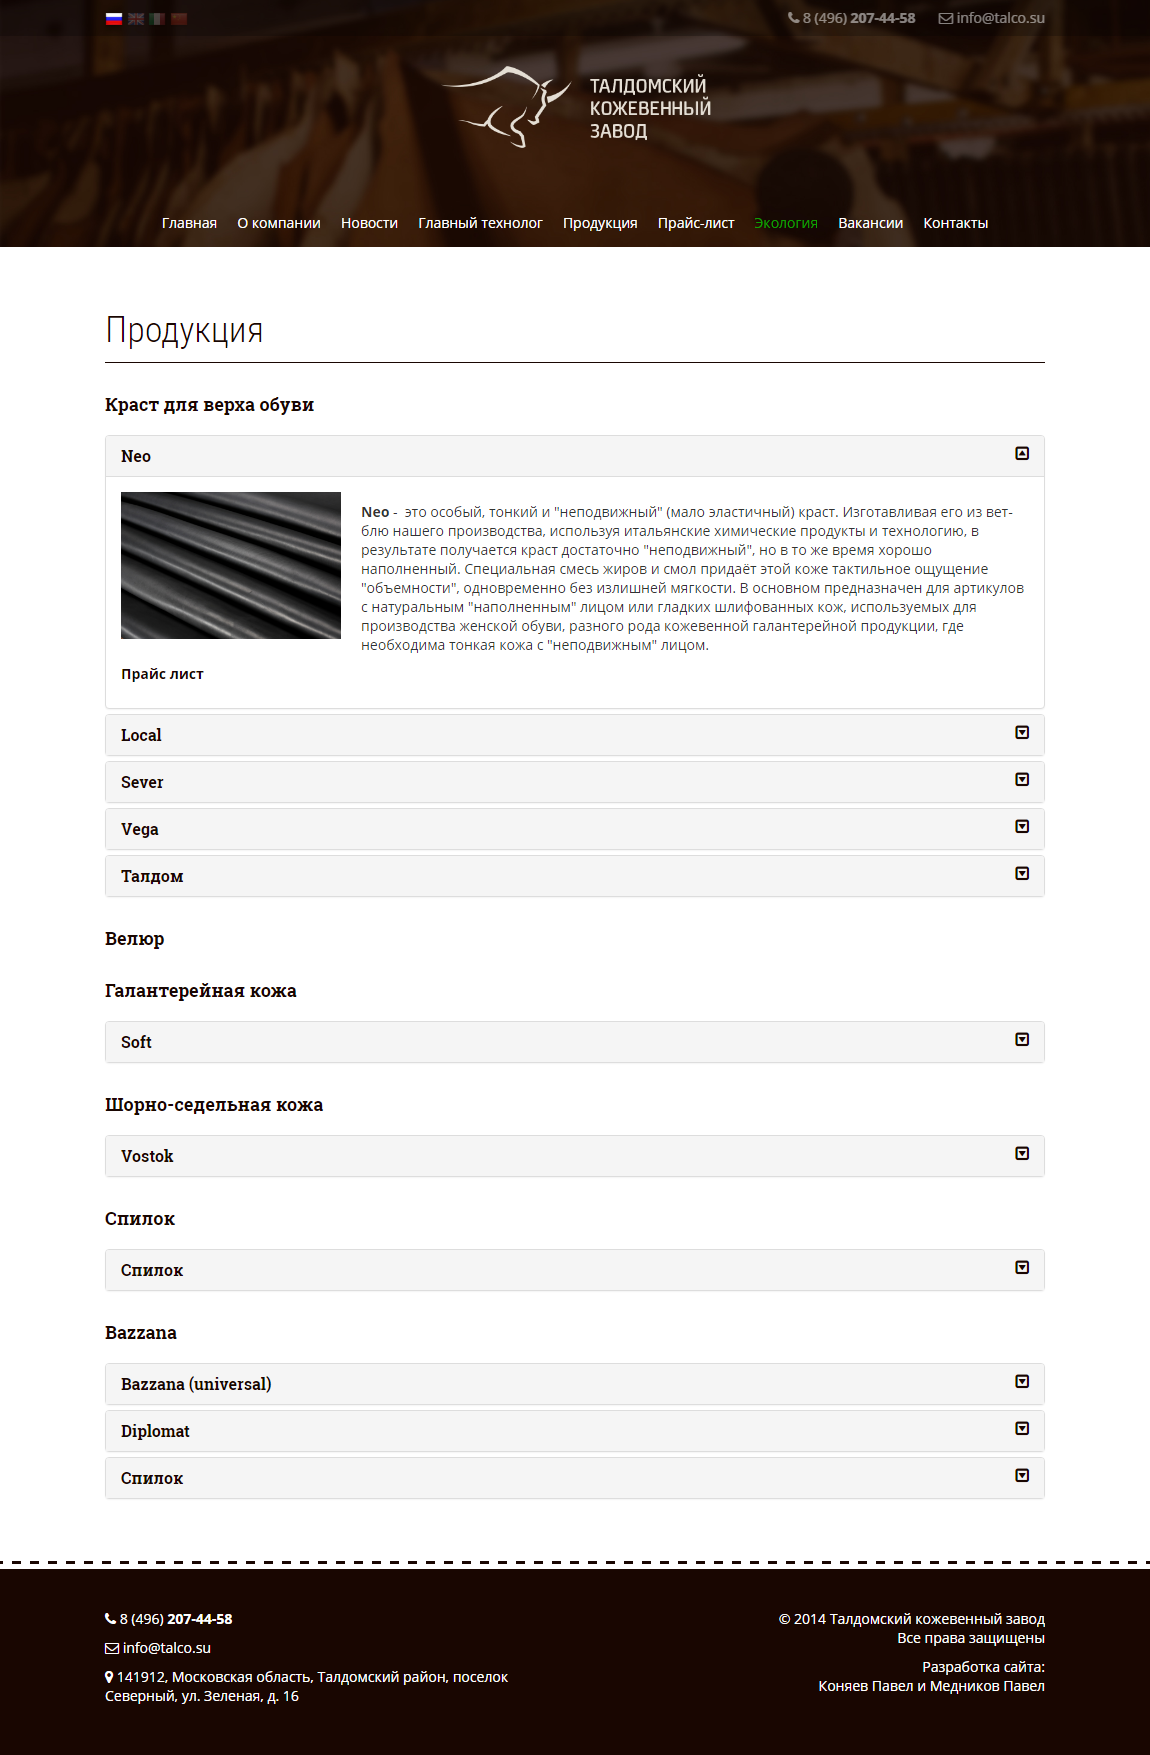 8 (496) 207-44-58
info@talco.su
ТАЛДОМСКИЙ
КОЖЕВЕННЫЙ
ЗАВОД
Главная О компании Новости Главный технолог Продукция Прайс-лист Экология Вакансии Контакты
Продукция
Краст для верха обуви
Neo
Neo - это особый, тонкий и "неподвижный" (мало эластичный) краст. Изготавливая его из вет-
блю нашего производства, используя итальянские химические продукты и технологию, в
результате получается краст достаточно "неподвижный", но в то же время хорошо
наполненный. Специальная смесь жиров и смол придаёт этой коже тактильное ощущение
"объемности", одновременно без излишней мягкости. В основном предназначен для артикулов
с натуральным "наполненным" лицом или гладких шлифованных кож, используемых для
производства женской обуви, разного рода кожевенной галантерейной продукции, где
необходима тонкая кожа с "неподвижным" лицом.
Прайс лист
Local
Sever
Vega
Талдом
Велюр
Галантерейная кожа
Soft
Шорно-седельная кожа
Vostok
Спилок
Спилок
Bazzana
Bazzana (universal)
Diplomat
Спилок
8 (496) 207-44-58
info@talco.su
141912, Московская область, Талдомский район, поселок
Северный, ул. Зеленая, д. 16
© 2014 Талдомский кожевенный завод
Все права защищены
Разработка сайта:
Коняев Павел и Медников Павел